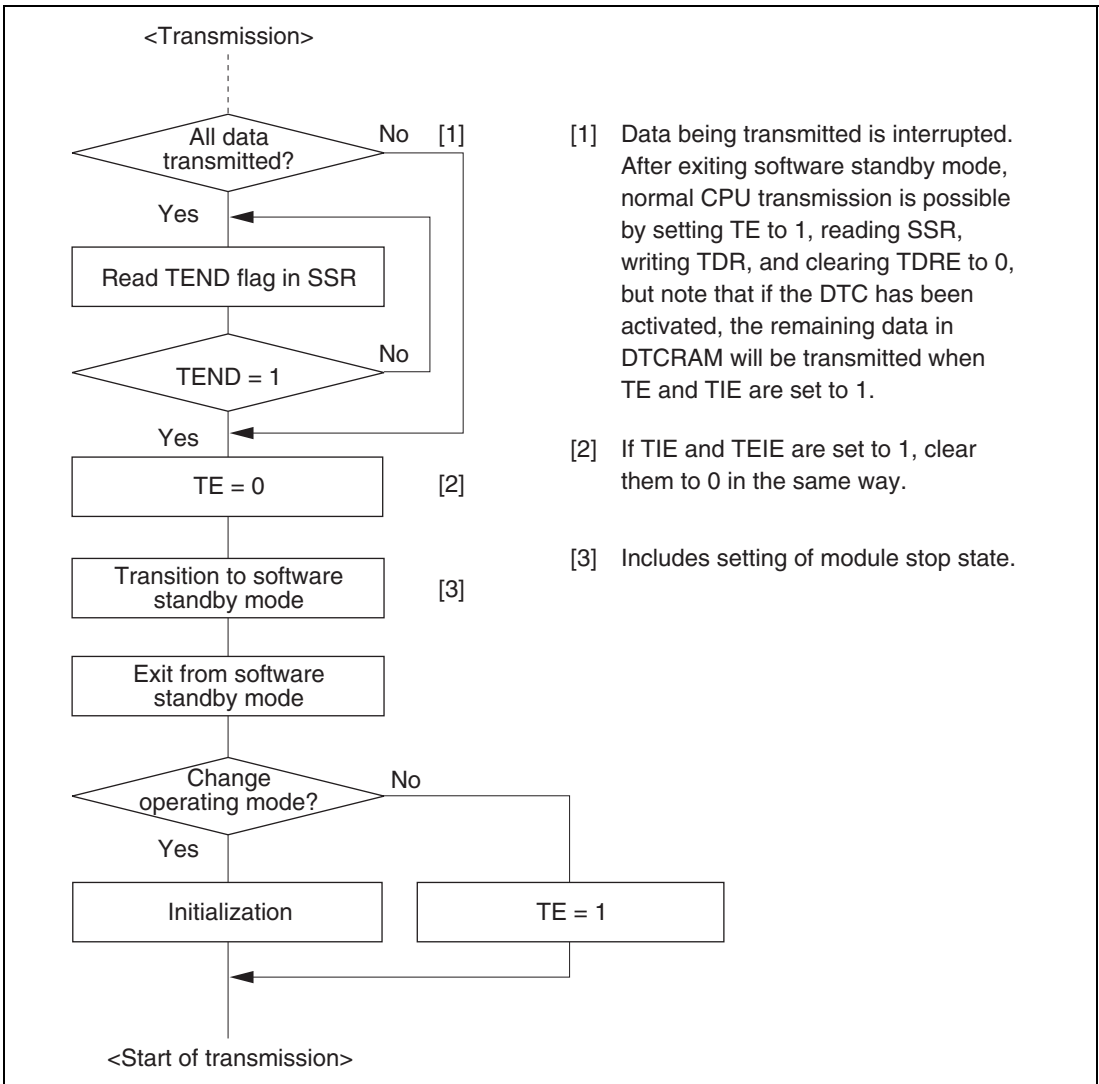 <Transmission>
All data
transmitted?
No
[1]
Yes
Read TEND flag in SSR
TEND = 1
No
Yes
TE = 0
[2]
Transition to software
standby mode
[3]
Exit from software
standby mode
Change
operating mode?
No
Yes
Initialization
TE = 1
<Start of transmission>
[1] Data being transmitted is interrupted.
After exiting software standby mode,
normal CPU transmission is possible
by setting TE to 1, reading SSR,
writing TDR, and clearing TDRE to 0,
but note that if the DTC has been
activated, the remaining data in
DTCRAM will be transmitted when
TE and TIE are set to 1.
[2] If TIE and TEIE are set to 1, clear
them to 0 in the same way.
[3] Includes setting of module stop state.